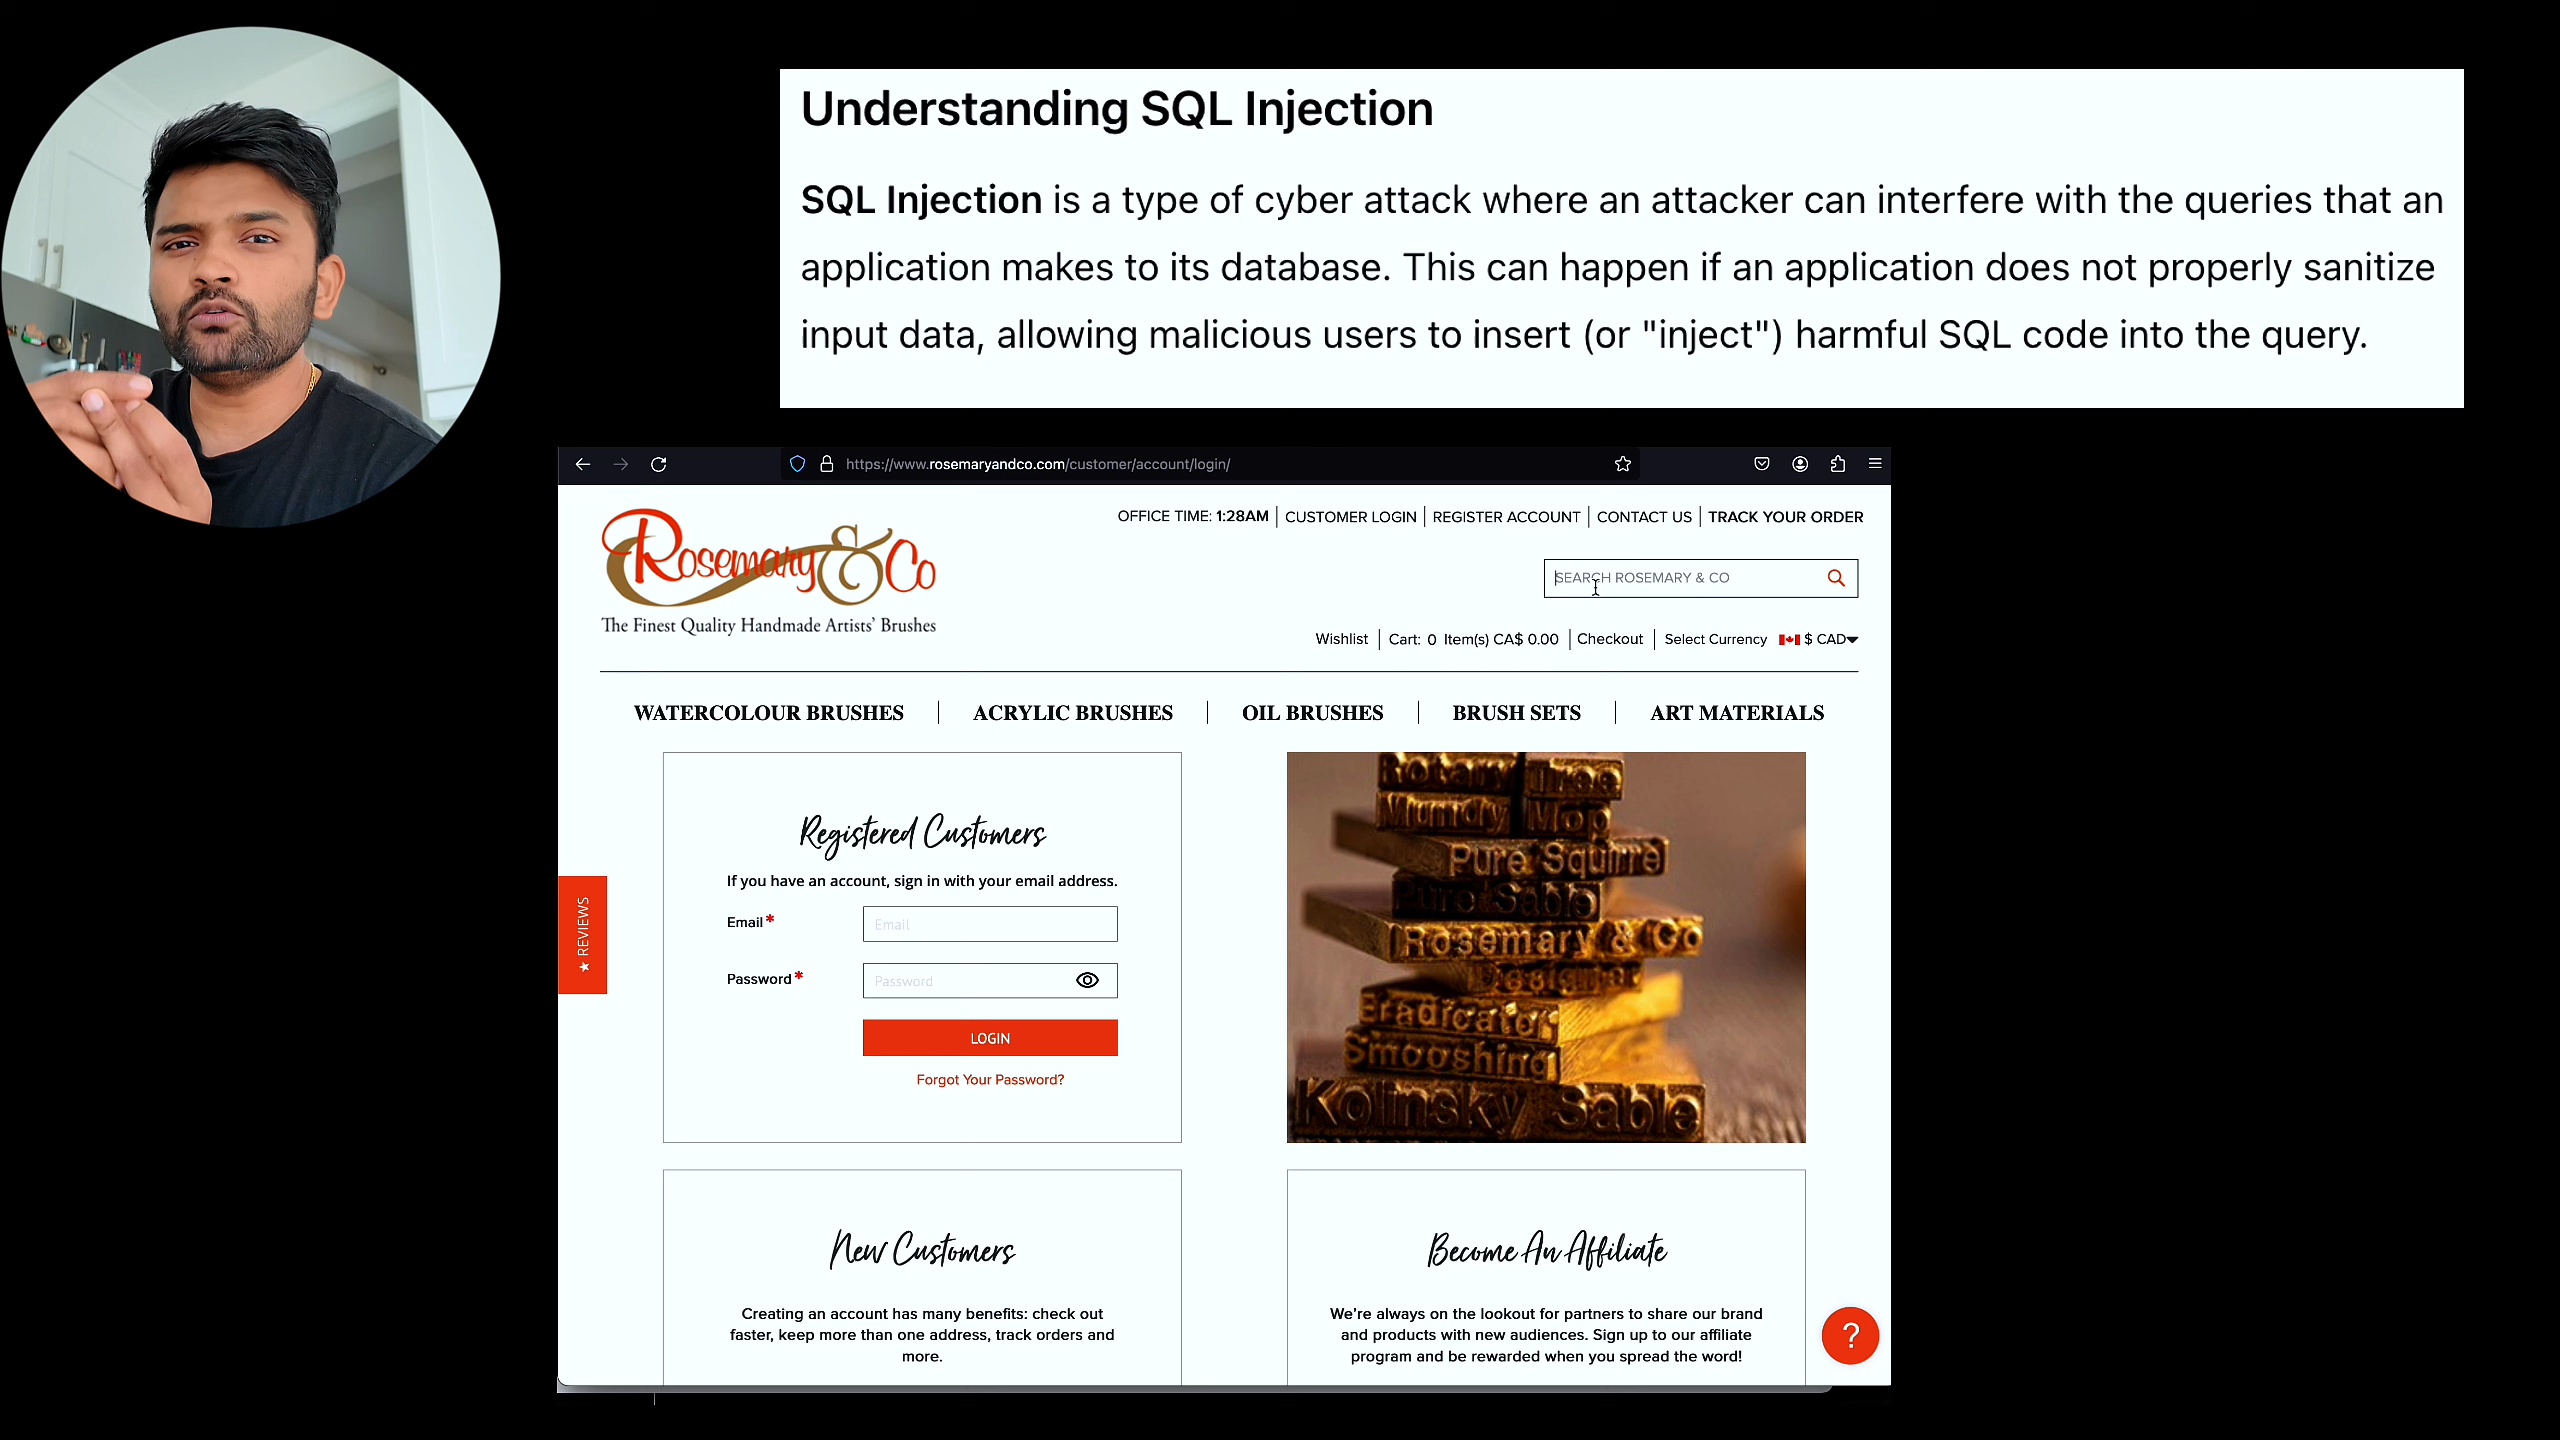 Understanding SQL Injection
SQL Injection is a type of cyber attack where an attacker can interfere with the queries that an
application makes to its database. This can happen if an application does not properly sanitize
input data, allowing malicious users to insert (or "inject") harmful SQL code into the query.
https://www.rosemaryandco.com/customer/account/login/
OFFICE TIME: 1:28AM | CUSTOMER LOGIN | REGISTER ACCOUNT | CONTACT US | TRACK YOUR ORDER
Rosemary & Co
The Finest Quality Handmade Artists' Brushes
SEARCH ROSEMARY & CO
Wishlist | Cart: 0 Item(s) CA$ 0.00 | Checkout | Select Currency $ CAD
WATERCOLOUR BRUSHES | ACRYLIC BRUSHES | OIL BRUSHES | BRUSH SETS | ART MATERIALS
Registered Customers
If you have an account, sign in with your email address.
Email* Email
Password* Password
LOGIN
Forgot Your Password?
★ REVIEWS
Rotary Tree
Mundy Mop
Pure Squirre
Pure Sable
Rosemary & Co
Designer
Eradicator
Smooshing
Kolinsky Sable
New Customers
Creating an account has many benefits: check out
faster, keep more than one address, track orders and
more.
Become An Affiliate
We're always on the lookout for partners to share our brand
and products with new audiences. Sign up to our affiliate
program and be rewarded when you spread the word!
?